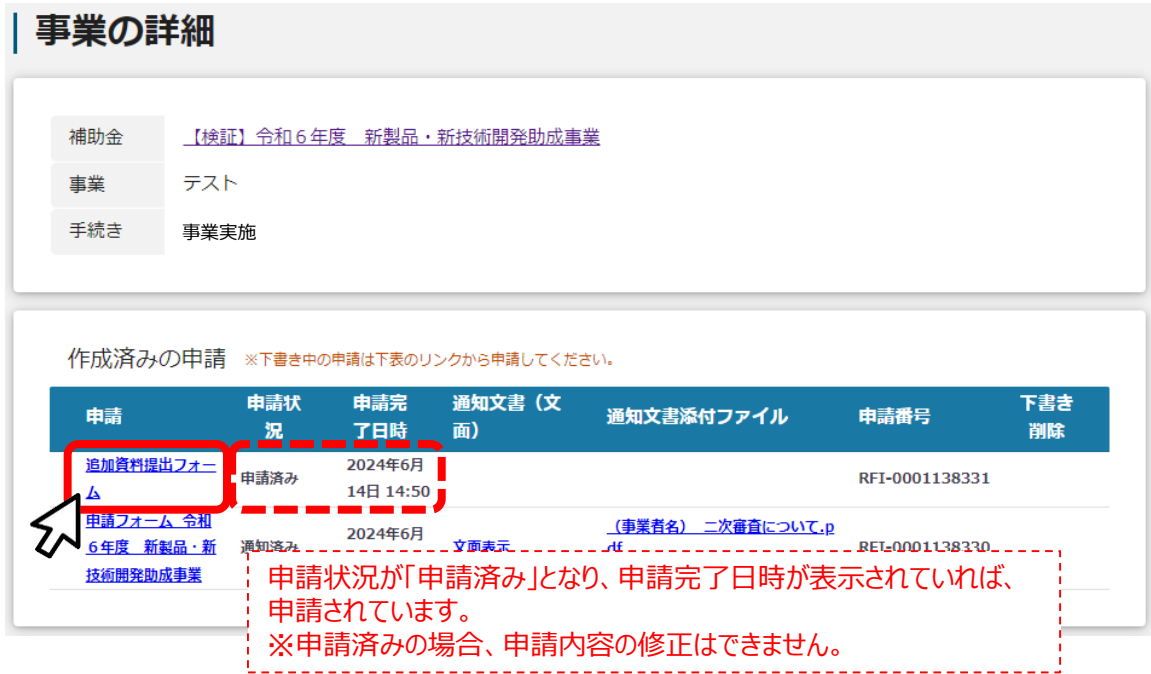 事業の詳細
補助金 【検証】令和６年度　新製品・新技術開発助成事業
事業 テスト
手続き 事業実施
作成済みの申請 ※下書き中の申請は下表のリンクから申請してください。
申請 申請状況 申請完了日時 通知文書（文面） 通知文書添付ファイル 申請番号 下書き削除
追加資料提出フォーム 申請済み 2024年6月14日 14:50 RFI-0001138331
申請フォーム_令和６年度　新製品・新技術開発助成事業 通知済み 2024年6月 文面表示 （事業者名）　二次審査について.pdf RFI-0001138330
申請状況が「申請済み」となり、申請完了日時が表示されていれば、
申請されています。
※申請済みの場合、申請内容の修正はできません。